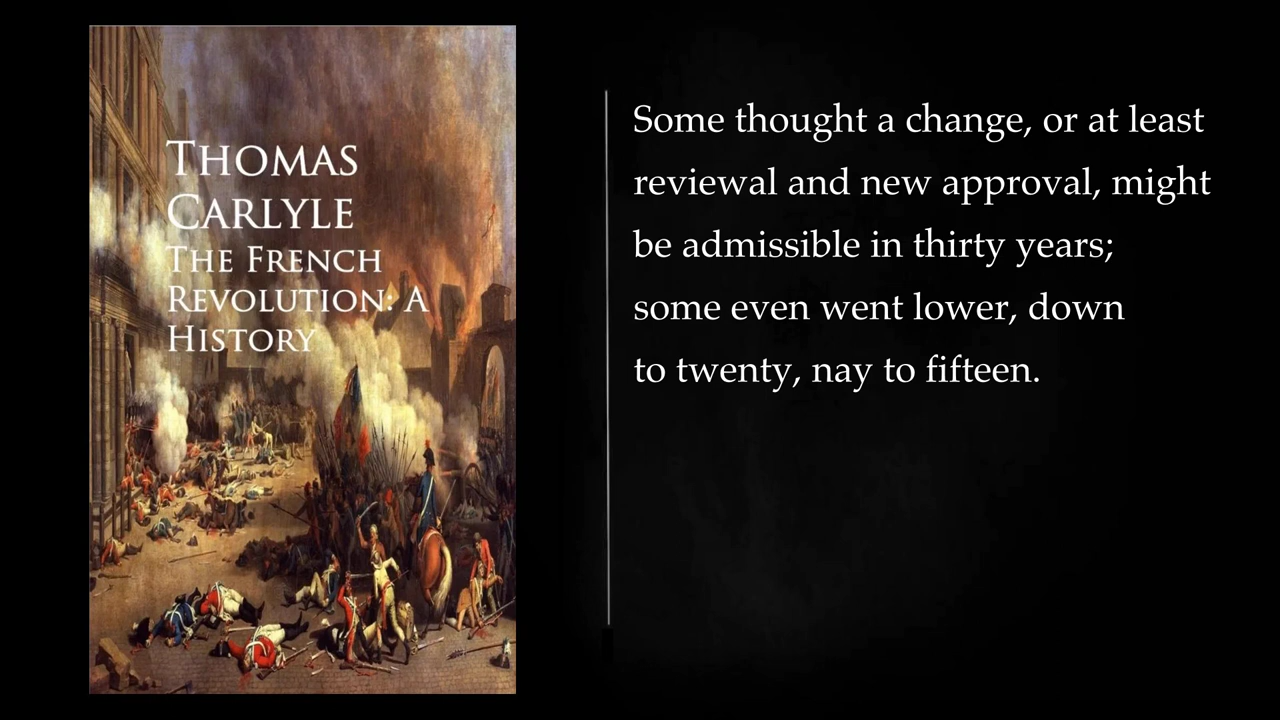 THOMAS
CARLYLE
THE FRENCH
REVOLUTION: A
HISTORY
Some thought a change, or at least
reviewal and new approval, might
be admissible in thirty years;
some even went lower, down
to twenty, nay to fifteen.